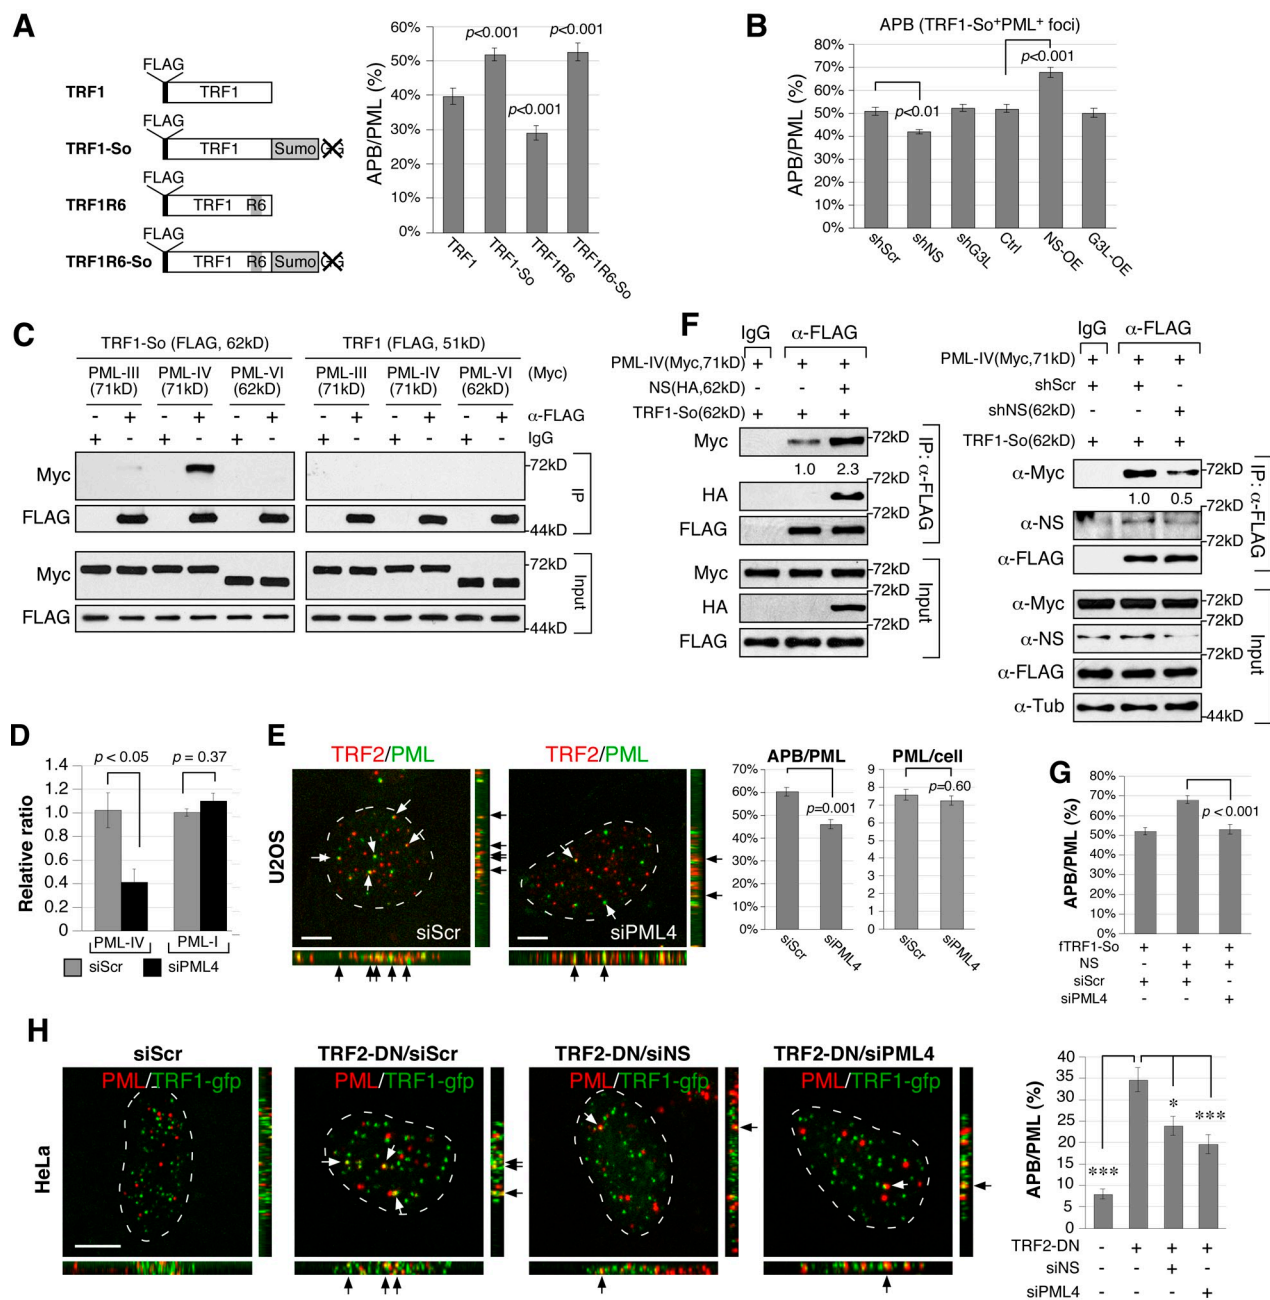 A
FLAG
TRF1
TRF1
FLAG
TRF1-So
TRF1
Sumo
GG
FLAG
TRF1R6
TRF1 R6
FLAG
TRF1R6-So
TRF1 R6 Sumo GG
APB/PML (%)
60%
50%
40%
30%
20%
10%
0%
p<0.001
p<0.001
p<0.001
TRF1
TRF1-So
TRF1R6
TRF1R6-So
B
APB (TRF1-So+PML+ foci)
APB/PML (%)
80%
70%
60%
50%
40%
30%
20%
10%
0%
p<0.01
p<0.001
shScr
shNS
shG3L
Ctrl
NS-OE
G3L-OE
C
TRF1-So (FLAG, 62kD)
TRF1 (FLAG, 51kD)
PML-III PML-IV PML-VI PML-III PML-IV PML-VI (Myc)
(71kD) (71kD) (62kD) (71kD) (71kD) (62kD)
- + - + - + - + - + - + α-FLAG
+ - + - + - + - + - + - IgG
Myc
72kD
FLAG
44kD
IP
Myc
72kD
FLAG
44kD
Input
F
IgG α-FLAG
PML-IV(Myc,71kD) + + +
NS(HA,62kD) - - +
TRF1-So(62kD) + + +
Myc
72kD
1.0 2.3
HA
72kD
FLAG
72kD
IP: α-FLAG
Myc
72kD
HA
72kD
FLAG
72kD
Input
IgG α-FLAG
PML-IV(Myc,71kD) + + +
shScr + + -
shNS(62kD) - - +
TRF1-So(62kD) + + +
α-Myc
72kD
1.0 0.5
α-NS
72kD
α-FLAG
72kD
IP: α-FLAG
α-Myc
72kD
α-NS
72kD
α-FLAG
72kD
α-Tub
44kD
Input
D
Relative ratio
1.4
1.2
1.0
0.8
0.6
0.4
0.2
0
p < 0.05
p = 0.37
PML-IV
PML-I
siScr
siPML4
E
U2OS
TRF2/PML
siScr
TRF2/PML
siPML4
APB/PML
70%
60%
50%
40%
30%
20%
10%
0%
p=0.001
siScr
siPML4
PML/cell
9
8
7
6
5
4
3
2
1
0
p=0.60
siScr
siPML4
G
APB/PML (%)
80%
70%
60%
50%
40%
30%
20%
10%
0%
p < 0.001
fTRF1-So + + +
NS - + +
siScr + + -
siPML4 - - +
H
HeLa
siScr
PML/TRF1-gfp
TRF2-DN/siScr
PML/TRF1-gfp
TRF2-DN/siNS
PML/TRF1-gfp
TRF2-DN/siPML4
PML/TRF1-gfp
APB/PML (%)
40
35
30
25
20
15
10
5
0
***
*
***
TRF2-DN - + + +
siNS - - + -
siPML4 - - - +